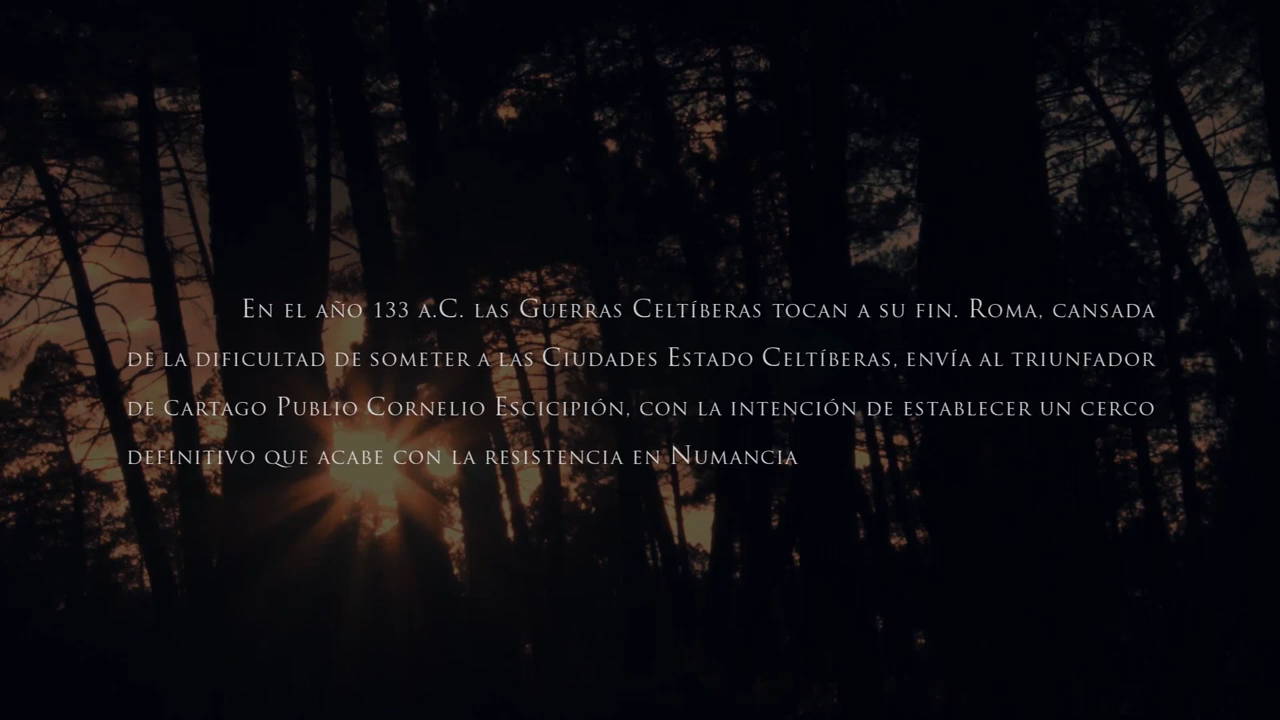 En el año 133 a.C. las Guerras Celtíberas tocan a su fin. Roma, cansada
de la dificultad de someter a las Ciudades Estado Celtíberas, envía al triunfador
de Cartago Publio Cornelio Escicipión, con la intención de establecer un cerco
definitivo que acabe con la resistencia en Numancia